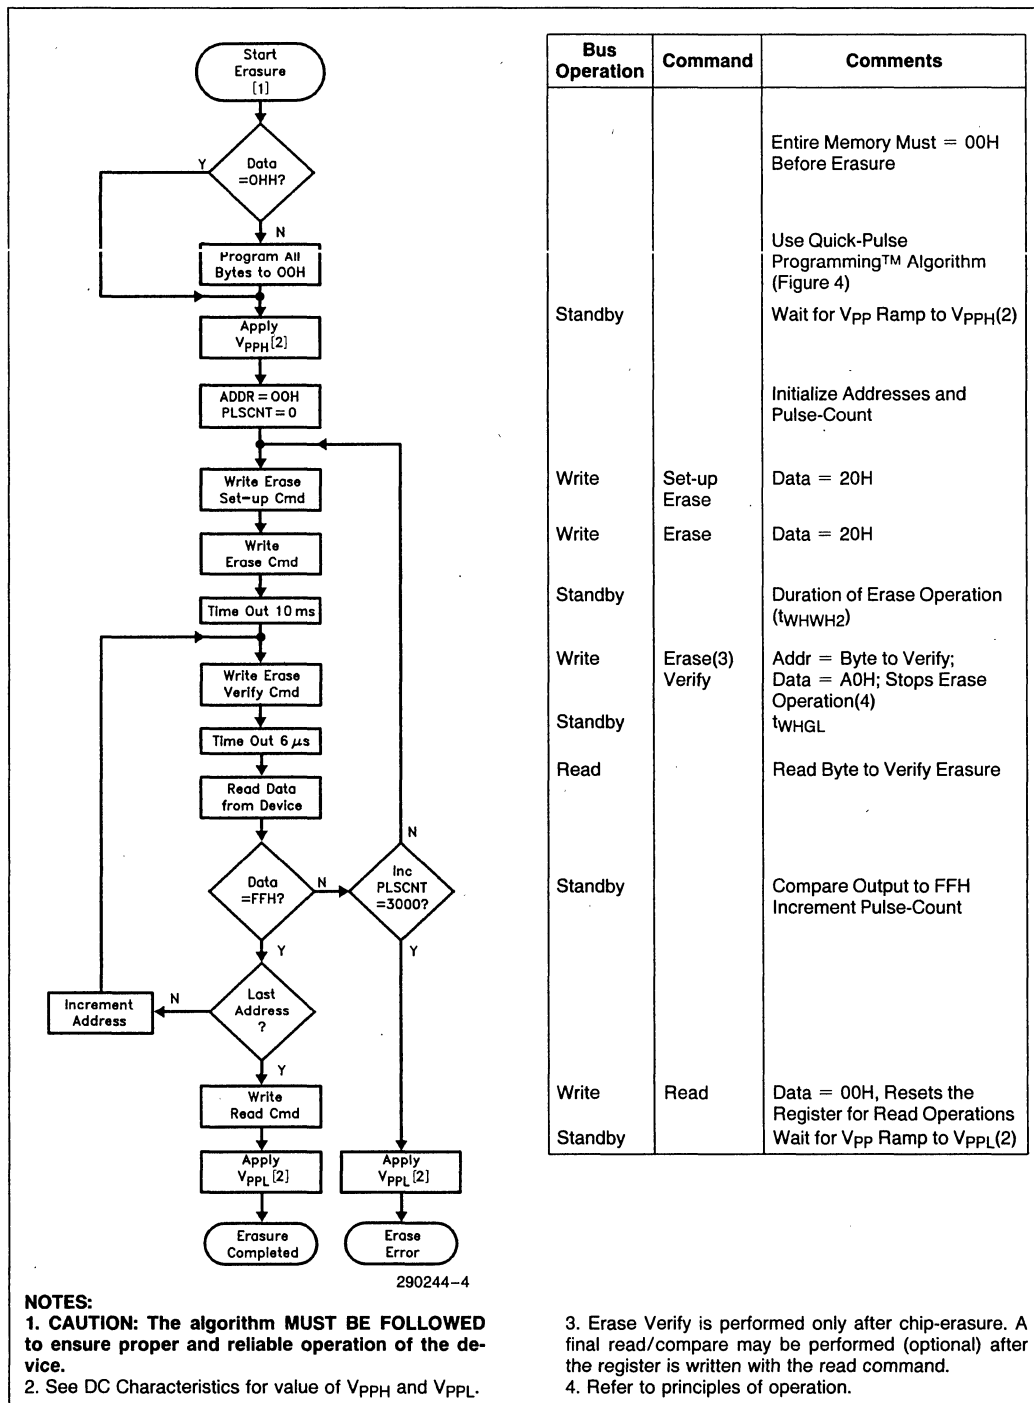 Start
Erasure
[1]
Y
Data
=OHH?
N
Program All
Bytes to 00H
Apply
VPPH[2]
ADDR = 00H
PLSCNT = 0
Write Erase
Set-up Cmd
Write
Erase Cmd
Time Out 10 ms
Write Erase
Verify Cmd
Time Out 6 µs
Read Data
from Device
Data
=FFH?
N
Inc
PLSCNT
=3000?
N
Y
Y
Last
Address
?
N
Increment
Address
Y
Write
Read Cmd
Apply
VPPL[2]
Apply
VPPL[2]
Erasure
Completed
Erase
Error
290244-4
Bus
Operation
Command
Comments
Entire Memory Must = 00H
Before Erasure
Use Quick-Pulse
Programming™ Algorithm
(Figure 4)
Standby
Wait for VPP Ramp to VPPH(2)
Initialize Addresses and
Pulse-Count
Write
Set-up
Erase
Data = 20H
Write
Erase
Data = 20H
Standby
Duration of Erase Operation
(tWHWH2)
Write
Erase(3)
Verify
Addr = Byte to Verify;
Data = A0H; Stops Erase
Operation(4)
Standby
tWHGL
Read
Read Byte to Verify Erasure
Standby
Compare Output to FFH
Increment Pulse-Count
Write
Read
Data = 00H, Resets the
Register for Read Operations
Standby
Wait for VPP Ramp to VPPL(2)
NOTES:
1. CAUTION: The algorithm MUST BE FOLLOWED
to ensure proper and reliable operation of the de-
vice.
2. See DC Characteristics for value of VPPH and VPPL.
3. Erase Verify is performed only after chip-erasure. A
final read/compare may be performed (optional) after
the register is written with the read command.
4. Refer to principles of operation.